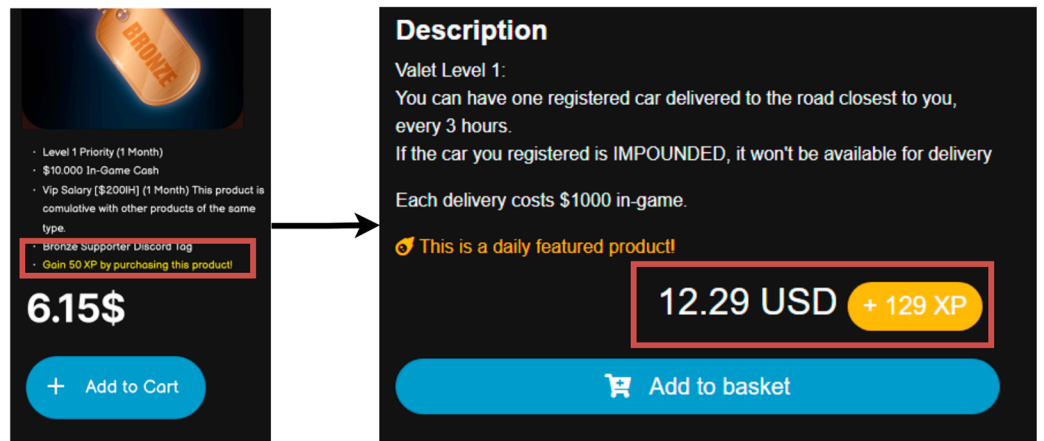 BRONZE
· Level 1 Priority (1 Month)
· $10.000 In-Game Cash
· Vip Salary [$200IH] (1 Month) This product is
comulative with other products of the same
type.
· Bronze Supporter Discord Tag
· Gain 50 XP by purchasing this product!
6.15$
+ Add to Cart
Description
Valet Level 1:
You can have one registered car delivered to the road closest to you,
every 3 hours.
If the car you registered is IMPOUNDED, it won't be available for delivery
Each delivery costs $1000 in-game.
This is a daily featured product!
12.29 USD + 129 XP
Add to basket